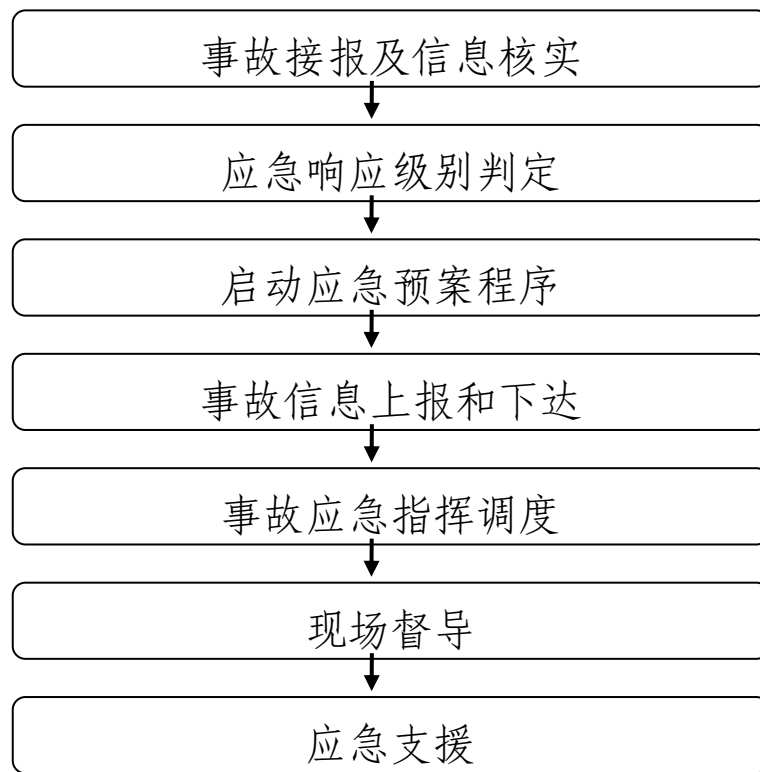 事故接报及信息核实
应急响应级别判定
启动应急预案程序
事故信息上报和下达
事故应急指挥调度
现场督导
应急支援